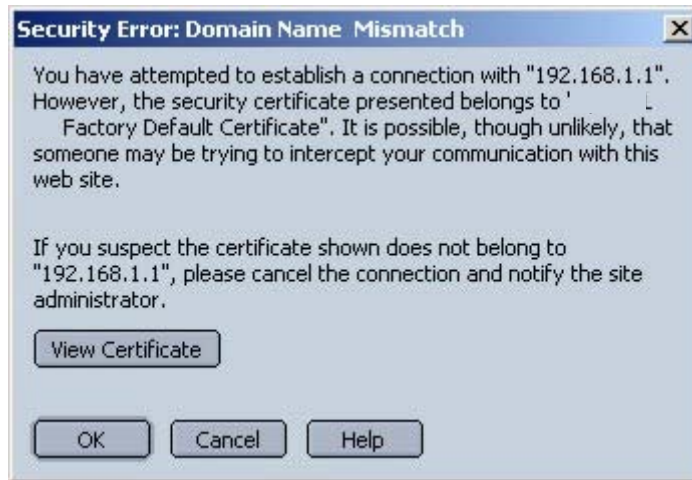 Security Error: Domain Name Mismatch
You have attempted to establish a connection with "192.168.1.1".
However, the security certificate presented belongs to '
Factory Default Certificate". It is possible, though unlikely, that
someone may be trying to intercept your communication with this
web site.
If you suspect the certificate shown does not belong to
"192.168.1.1", please cancel the connection and notify the site
administrator.
View Certificate
OK Cancel Help